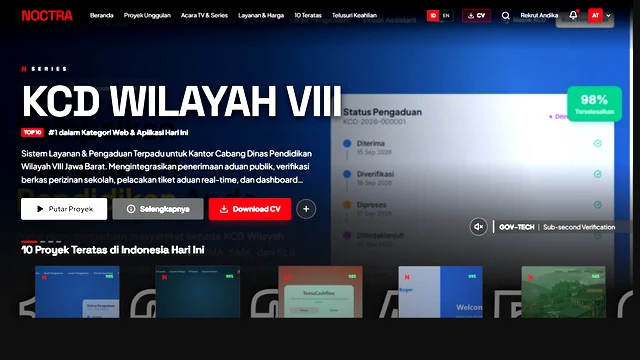 NOCTRA
Beranda Proyek Unggulan Acara TV & Series Layanan & Harga 10 Teratas Telusuri Keahlian
ID EN CV Rekrut Andika AT
N SERIES
KCD WILAYAH VIII
TOP 10 #1 dalam Kategori Web & Aplikasi Hari Ini
Sistem Layanan & Pengaduan Terpadu untuk Kantor Cabang Dinas Pendidikan
Wilayah VIII Jawa Barat. Mengintegrasikan penerimaan aduan publik, verifikasi
berkas perizinan sekolah, pelacakan tiket aduan real-time, dan dashboard...
Putar Proyek Selengkapnya Download CV +
98%
Terselesaikan
Status Pengaduan
KCD-2026-000001
Diterima
15 Sep 2026
Diverifikasi
16 Sep 2026
Diproses
17 Sep 2026
Ditindaklanjuti
GOV-TECH | Sub-second Verification
10 Proyek Teratas di Indonesia Hari Ini
N
N
N
TemuCashflow
N
Welcom
N